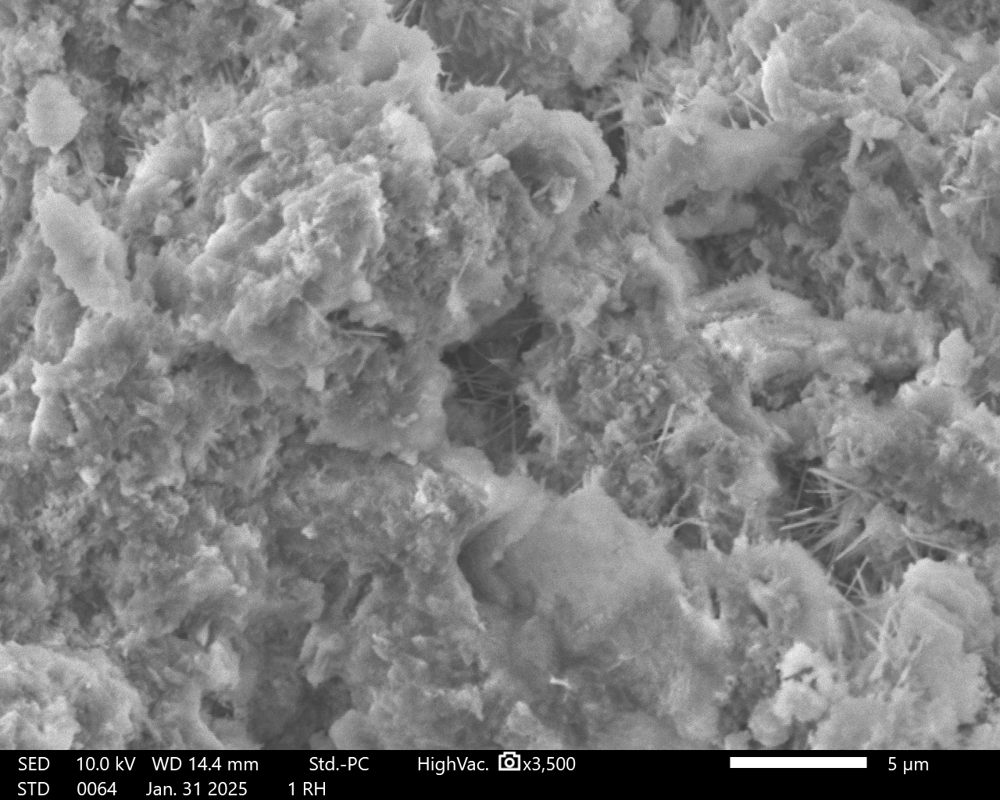 SED 10.0 kV WD 14.4 mm Std.-PC HighVac. x3,500 5 µm
STD 0064 Jan. 31 2025 1 RH